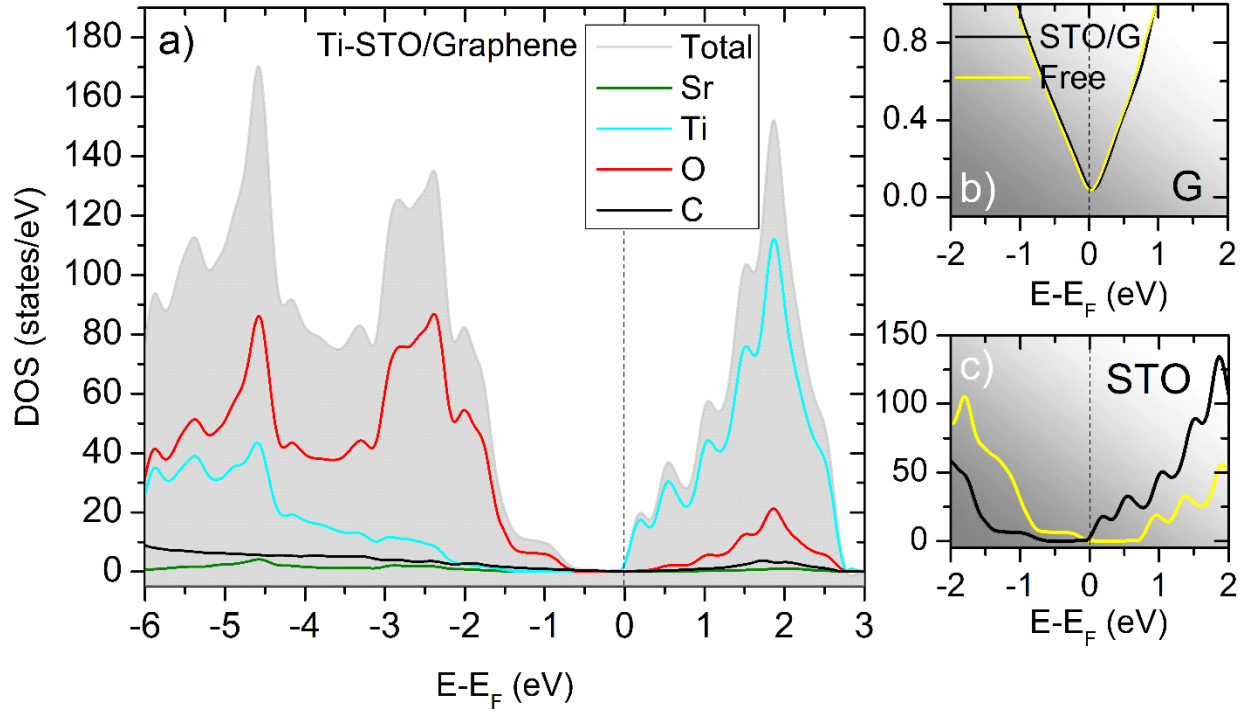 a)
Ti-STO/Graphene
Total
Sr
Ti
O
C
180
160
140
120
100
80
60
40
20
0
DOS (states/eV)
-6 -5 -4 -3 -2 -1 0 1 2 3
E-E_F (eV)
STO/G
Free
0.8
0.4
0.0
b)
G
-2 -1 0 1 2
E-E_F (eV)
150
100
50
0
c)
STO
-2 -1 0 1 2
E-E_F (eV)